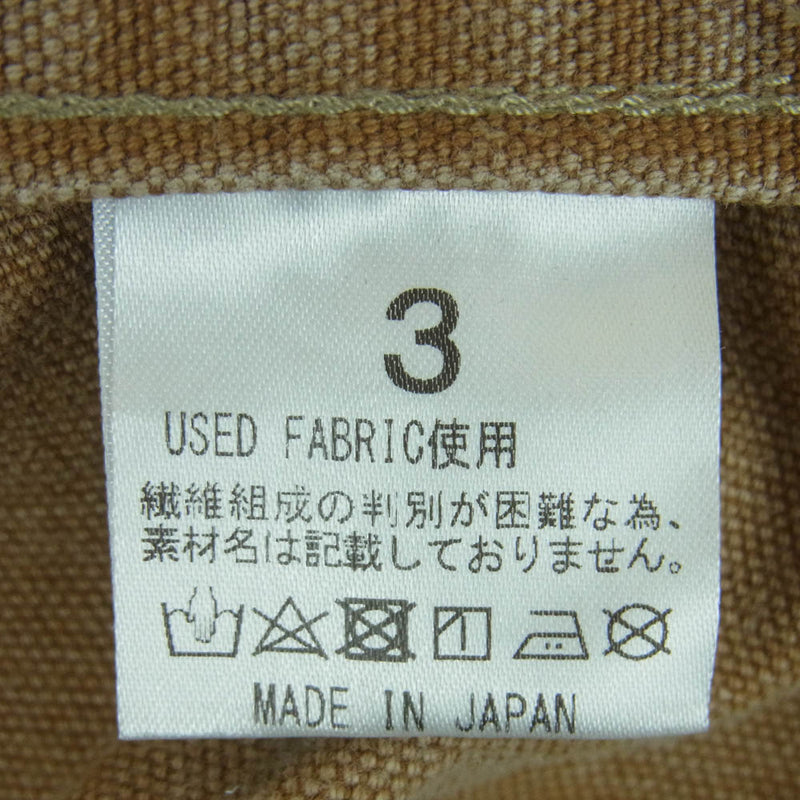 3
USED FABRIC使用
繊維組成の判別が困難な為、
素材名は記載しておりません。
MADE IN JAPAN